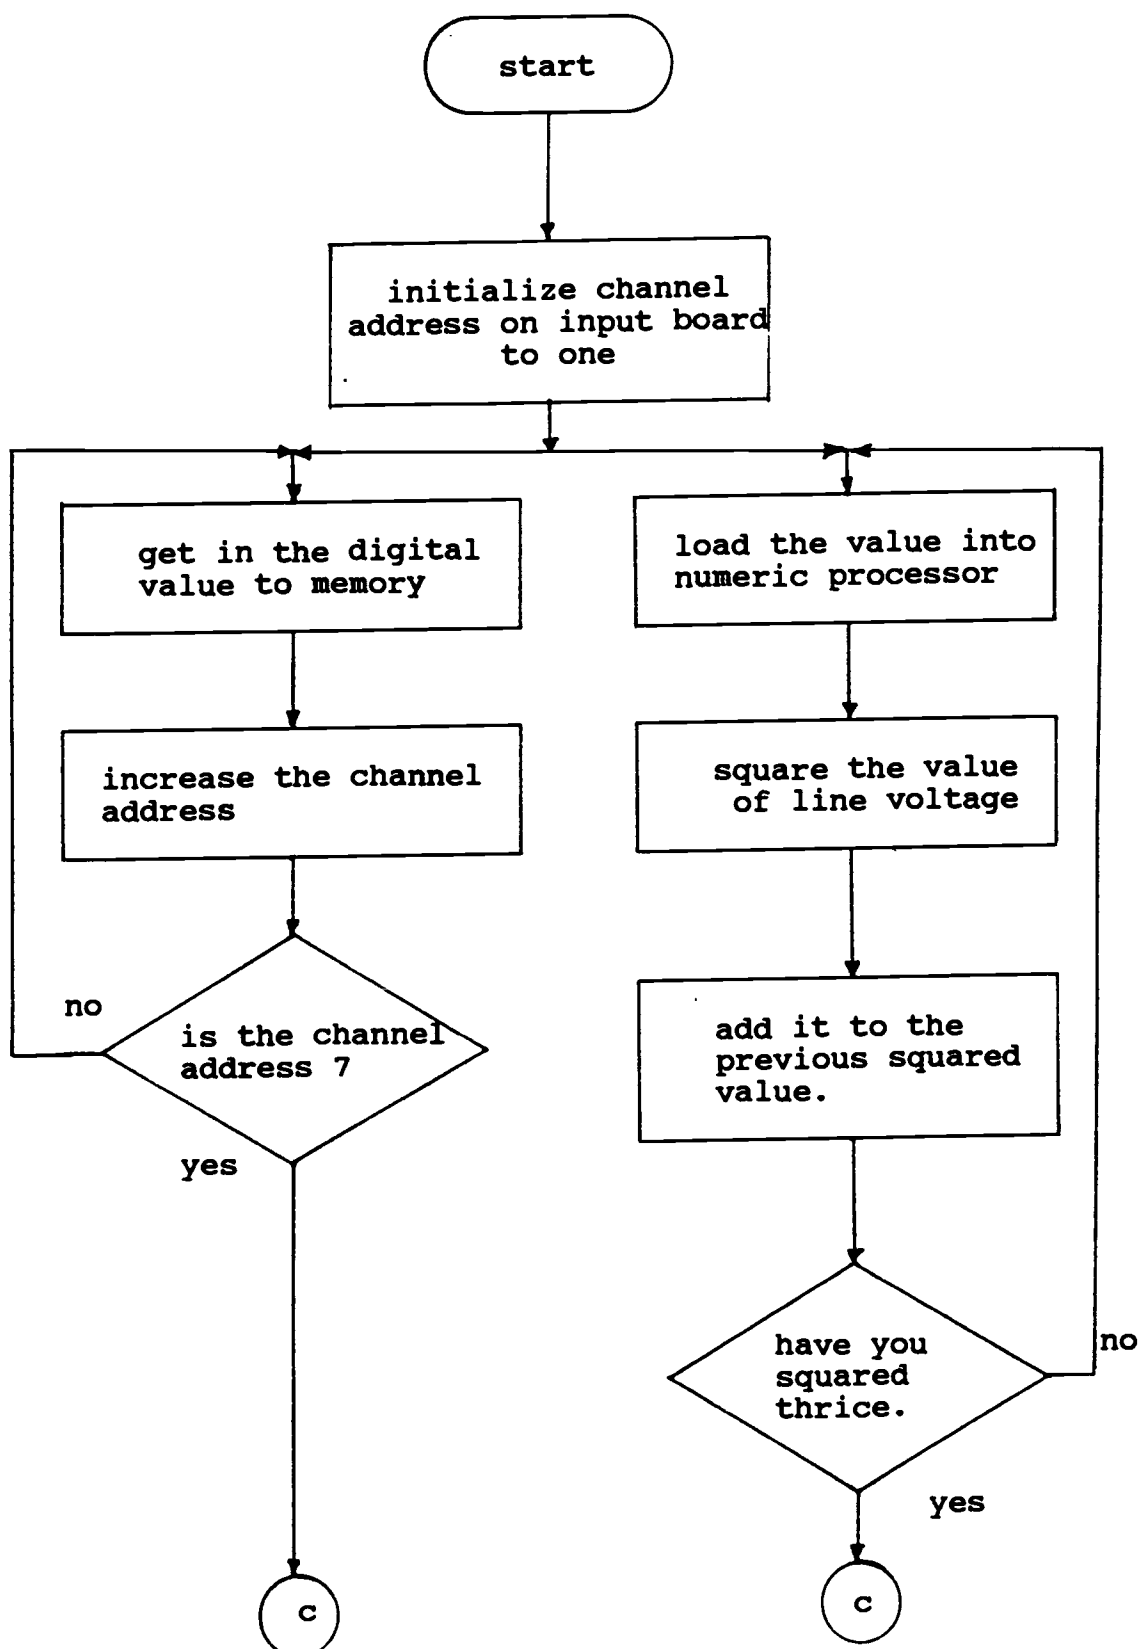 start
initialize channel
address on input board
to one
get in the digital
value to memory
increase the channel
address
no
is the channel
address 7
yes
c
load the value into
numeric processor
square the value
of line voltage
add it to the
previous squared
value.
have you
squared
thrice.
no
yes
c